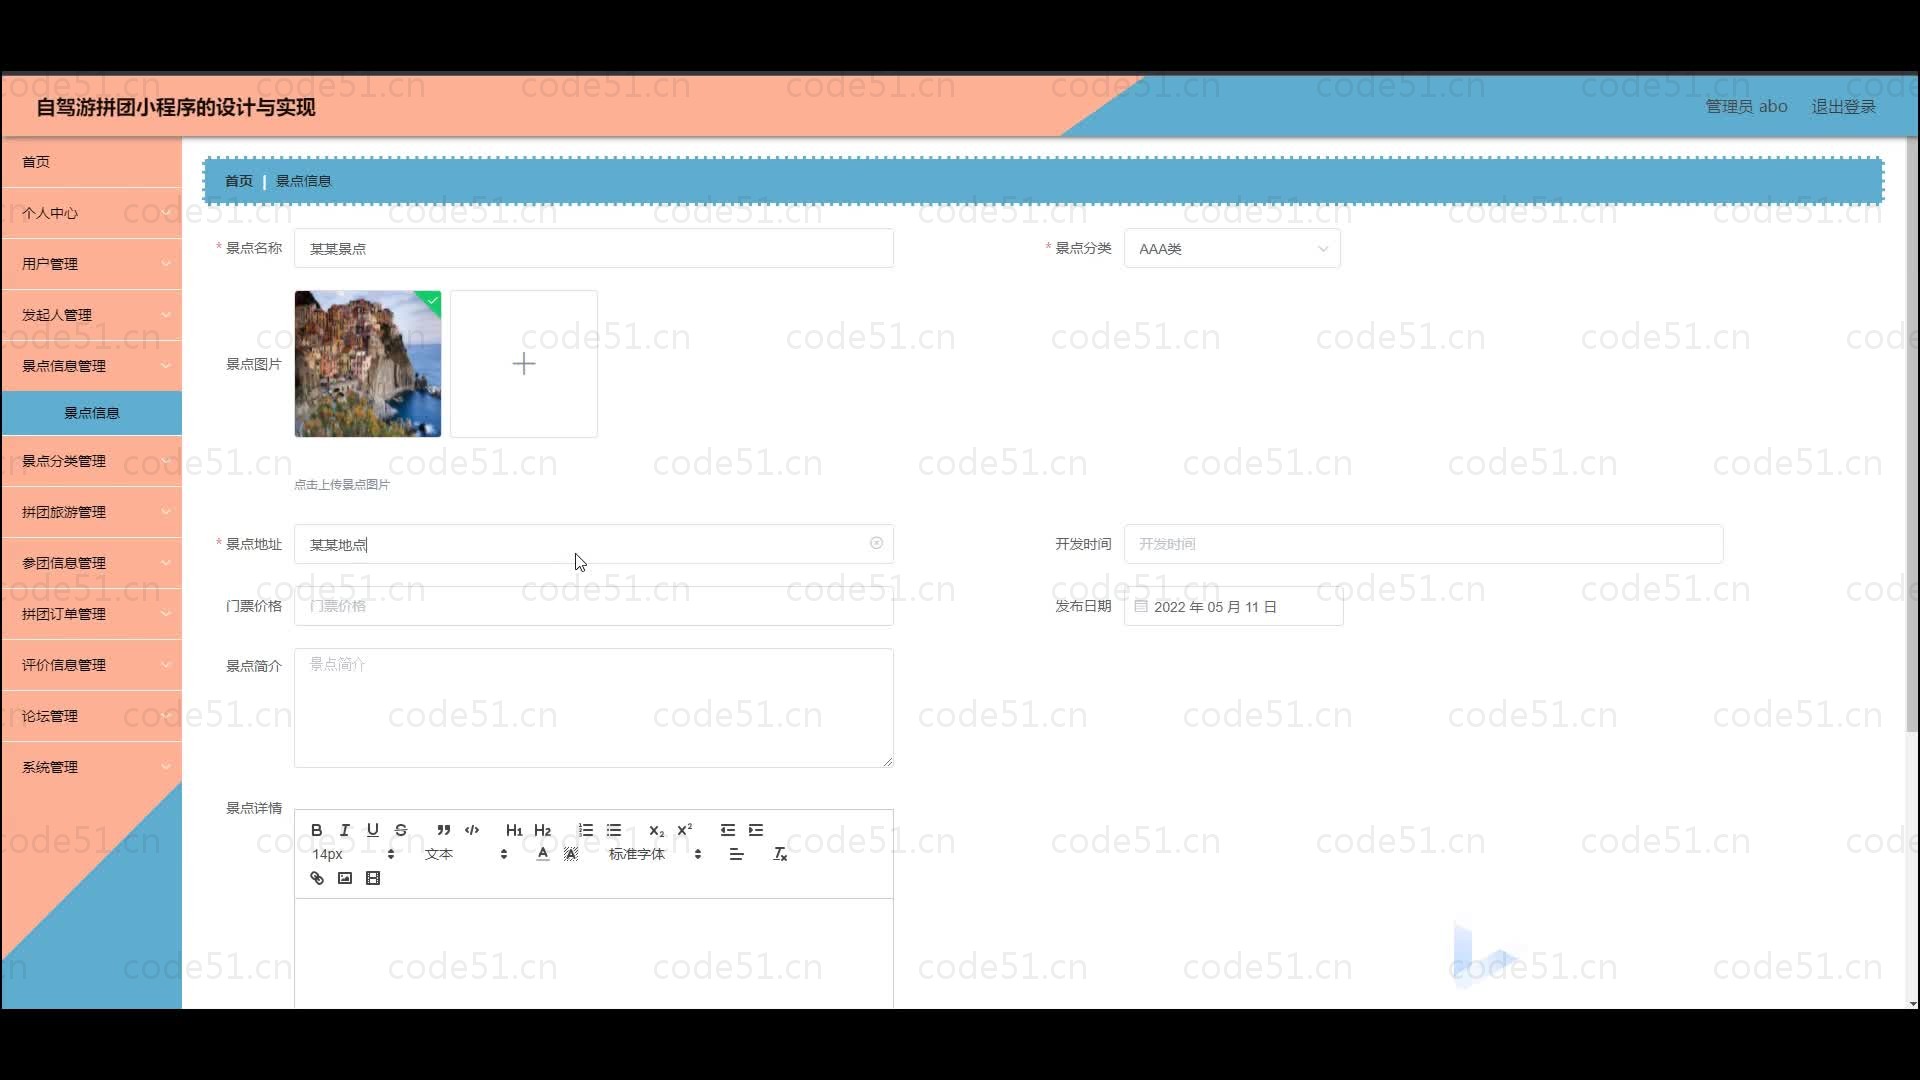 自驾游拼团小程序的设计与实现
管理员 abo 退出登录
首页
个人中心
用户管理
发起人管理
景点信息管理
景点信息
景点分类管理
拼团旅游管理
参团信息管理
拼团订单管理
评价信息管理
论坛管理
系统管理
首页 | 景点信息
* 景点名称 某某景点
* 景点分类 AAA类
景点图片
点击上传景点图片
* 景点地址 某某地点
开发时间 开发时间
门票价格 门票价格
发布日期 2022 年 05 月 11 日
景点简介 景点简介
景点详情
B I U S H1 H2 X2 X2
14px 文本 A A 标准字体 Tx
code51.cn